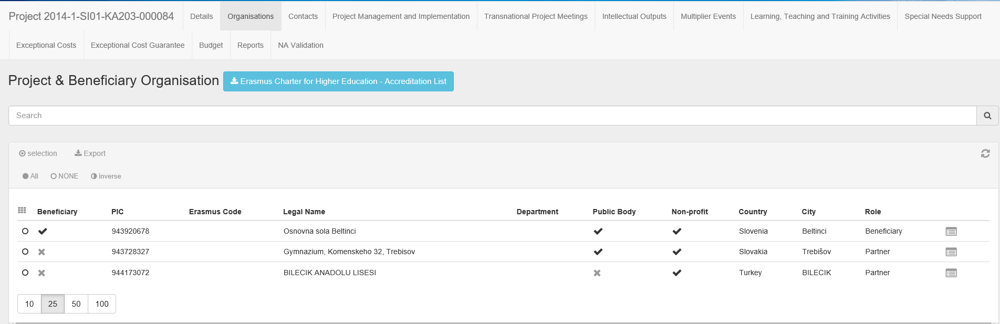 Project 2014-1-SI01-KA203-000084 Details Organisations Contacts Project Management and Implementation Transnational Project Meetings Intellectual Outputs Multiplier Events Learning, Teaching and Training Activities Special Needs Support
Exceptional Costs Exceptional Cost Guarantee Budget Reports NA Validation
Project & Beneficiary Organisation Erasmus Charter for Higher Education - Accreditation List
Search
selection Export
All NONE inverse
Beneficiary PIC Erasmus Code Legal Name Department Public Body Non-profit Country City Role
943920678 Osnovna sola Beltinci Slovenia Beltinci Beneficiary
943728327 Gymnazium, Komenskeho 32, Trebisov Slovakia Trebišov Partner
944173072 BILECIK ANADOLU LISESI Turkey BILECIK Partner
10 25 50 100